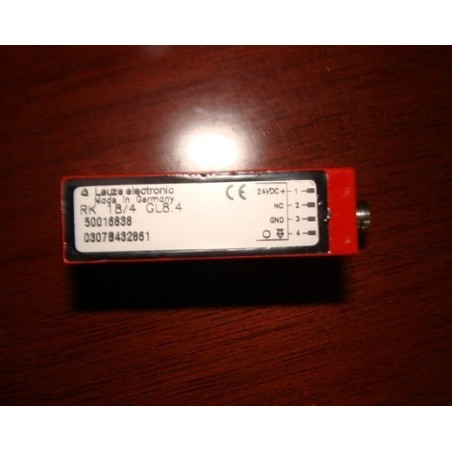 Leuze electronic
Made in Germany
RK 18/4 GL8.4
50016838
0307B432861
CE
24VDC+ 1
NC 2
GND 3
4